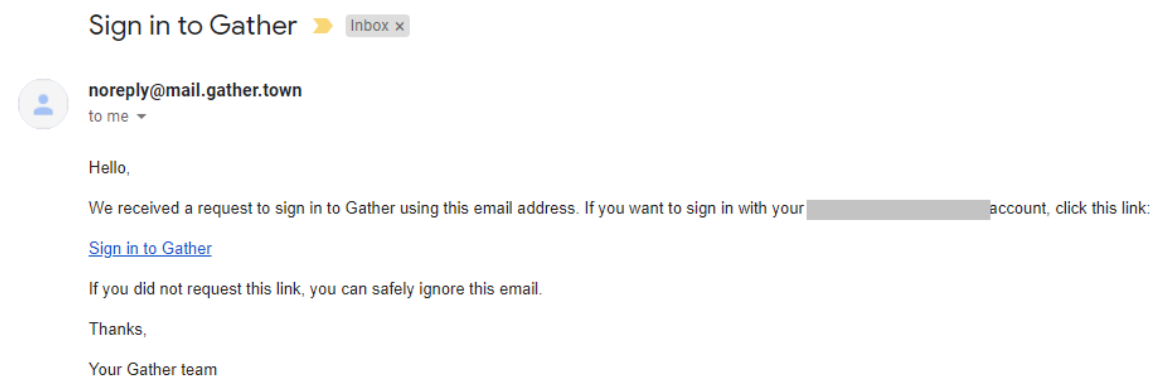 Sign in to Gather
Inbox x
noreply@mail.gather.town
to me
Hello,
We received a request to sign in to Gather using this email address. If you want to sign in with your account, click this link:
Sign in to Gather
If you did not request this link, you can safely ignore this email.
Thanks,
Your Gather team